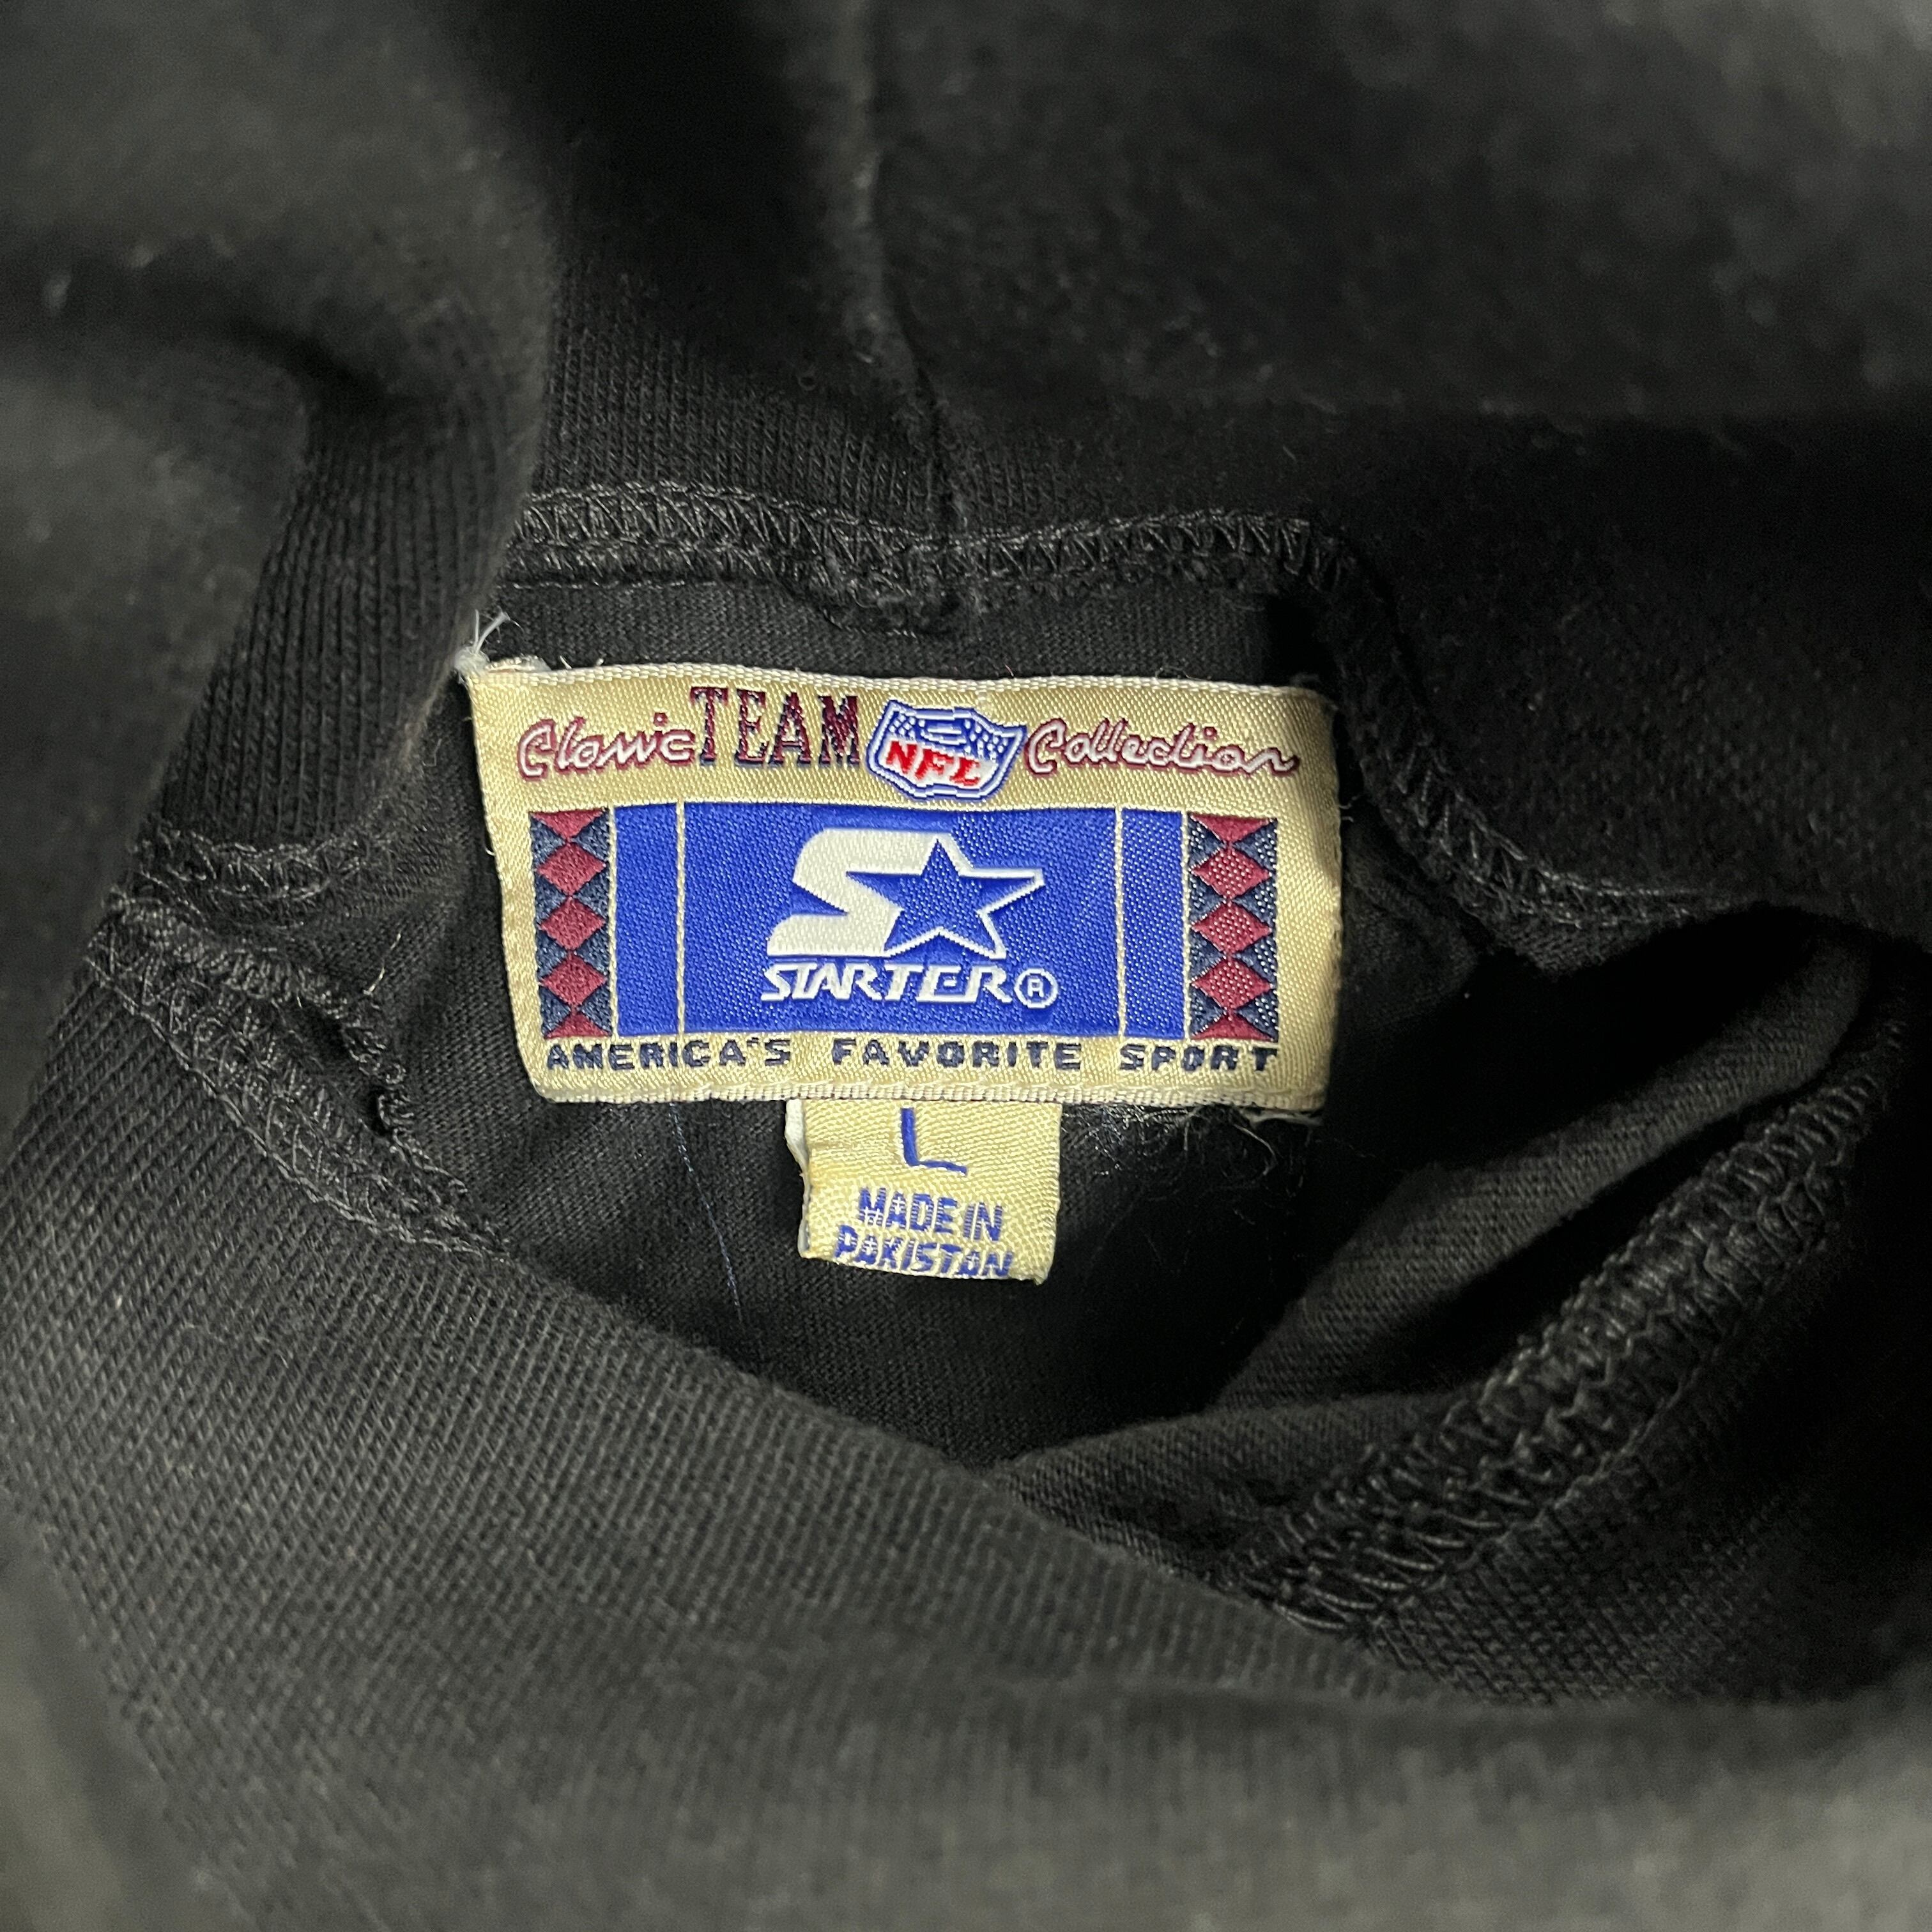 Classic TEAM NFL Collection
STARTER®
AMERICA'S FAVORITE SPORT
L
MADE IN
PAKISTAN